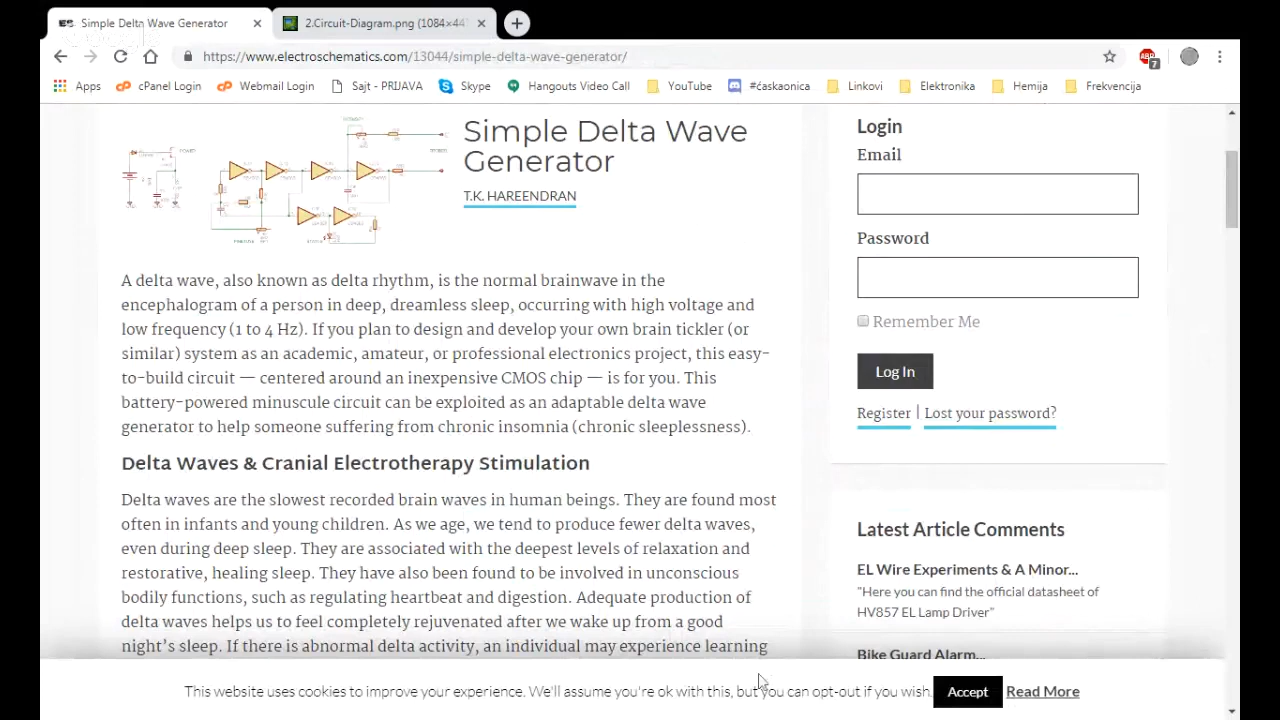 Simple Delta Wave Generator
2.Circuit-Diagram.png (1084×44
https://www.electroschematics.com/13044/simple-delta-wave-generator/
7
Apps
cPanel Login
Webmail Login
Sajt - PRIJAVA
Skype
Hangouts Video Call
YouTube
#ćaskaonica
Linkovi
Elektronika
Hemija
Frekvencija
Simple Delta Wave
Generator
T.K. HAREENDRAN
A delta wave, also known as delta rhythm, is the normal brainwave in the
encephalogram of a person in deep, dreamless sleep, occurring with high voltage and
low frequency (1 to 4 Hz). If you plan to design and develop your own brain tickler (or
similar) system as an academic, amateur, or professional electronics project, this easy-
to-build circuit — centered around an inexpensive CMOS chip — is for you. This
battery-powered minuscule circuit can be exploited as an adaptable delta wave
generator to help someone suffering from chronic insomnia (chronic sleeplessness).
Delta Waves & Cranial Electrotherapy Stimulation
Delta waves are the slowest recorded brain waves in human beings. They are found most
often in infants and young children. As we age, we tend to produce fewer delta waves,
even during deep sleep. They are associated with the deepest levels of relaxation and
restorative, healing sleep. They have also been found to be involved in unconscious
bodily functions, such as regulating heartbeat and digestion. Adequate production of
delta waves helps us to feel completely rejuvenated after we wake up from a good
night's sleep. If there is abnormal delta activity, an individual may experience learning
Login
Email
Password
Remember Me
Log In
Register | Lost your password?
Latest Article Comments
EL Wire Experiments & A Minor...
"Here you can find the official datasheet of
HV857 EL Lamp Driver"
Bike Guard Alarm...
This website uses cookies to improve your experience. We'll assume you're ok with this, but you can opt-out if you wish.
Accept
Read More